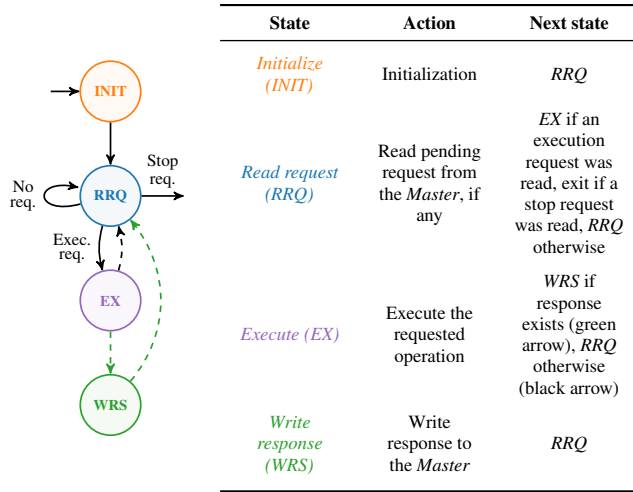 INIT
RRQ
Stop
req.
No
req.
Exec.
req.
EX
WRS
State Action Next state
Initialize
(INIT)
Initialization
RRQ
Read request
(RRQ)
Read pending
request from
the Master, if
any
EX if an
execution
request was
read, exit if a
stop request
was read, RRQ
otherwise
Execute (EX)
Execute the
requested
operation
WRS if
response
exists (green
arrow), RRQ
otherwise
(black arrow)
Write
response
(WRS)
Write
response to
the Master
RRQ